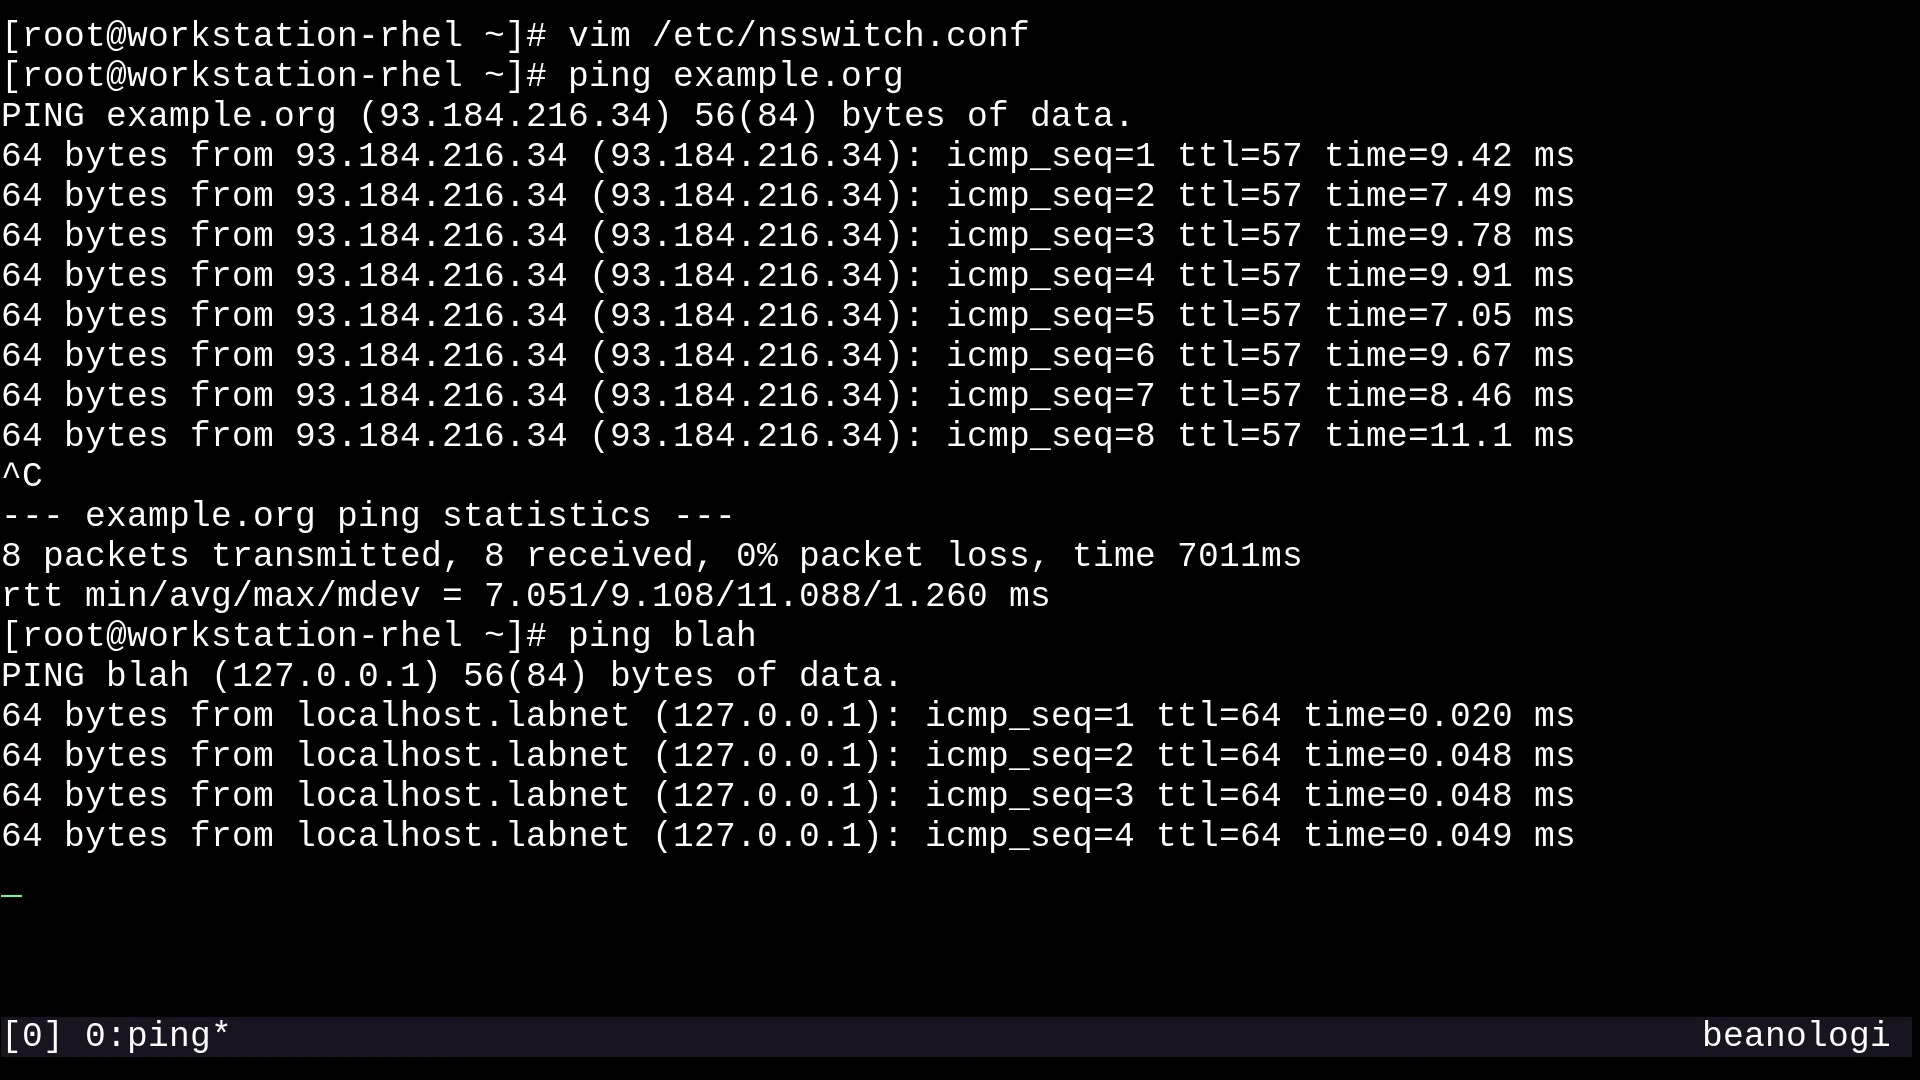 [root@workstation-rhel ~]# vim /etc/nsswitch.conf
[root@workstation-rhel ~]# ping example.org
PING example.org (93.184.216.34) 56(84) bytes of data.
64 bytes from 93.184.216.34 (93.184.216.34): icmp_seq=1 ttl=57 time=9.42 ms
64 bytes from 93.184.216.34 (93.184.216.34): icmp_seq=2 ttl=57 time=7.49 ms
64 bytes from 93.184.216.34 (93.184.216.34): icmp_seq=3 ttl=57 time=9.78 ms
64 bytes from 93.184.216.34 (93.184.216.34): icmp_seq=4 ttl=57 time=9.91 ms
64 bytes from 93.184.216.34 (93.184.216.34): icmp_seq=5 ttl=57 time=7.05 ms
64 bytes from 93.184.216.34 (93.184.216.34): icmp_seq=6 ttl=57 time=9.67 ms
64 bytes from 93.184.216.34 (93.184.216.34): icmp_seq=7 ttl=57 time=8.46 ms
64 bytes from 93.184.216.34 (93.184.216.34): icmp_seq=8 ttl=57 time=11.1 ms
^C
--- example.org ping statistics ---
8 packets transmitted, 8 received, 0% packet loss, time 7011ms
rtt min/avg/max/mdev = 7.051/9.108/11.088/1.260 ms
[root@workstation-rhel ~]# ping blah
PING blah (127.0.0.1) 56(84) bytes of data.
64 bytes from localhost.labnet (127.0.0.1): icmp_seq=1 ttl=64 time=0.020 ms
64 bytes from localhost.labnet (127.0.0.1): icmp_seq=2 ttl=64 time=0.048 ms
64 bytes from localhost.labnet (127.0.0.1): icmp_seq=3 ttl=64 time=0.048 ms
64 bytes from localhost.labnet (127.0.0.1): icmp_seq=4 ttl=64 time=0.049 ms
[0] 0:ping* beanologi